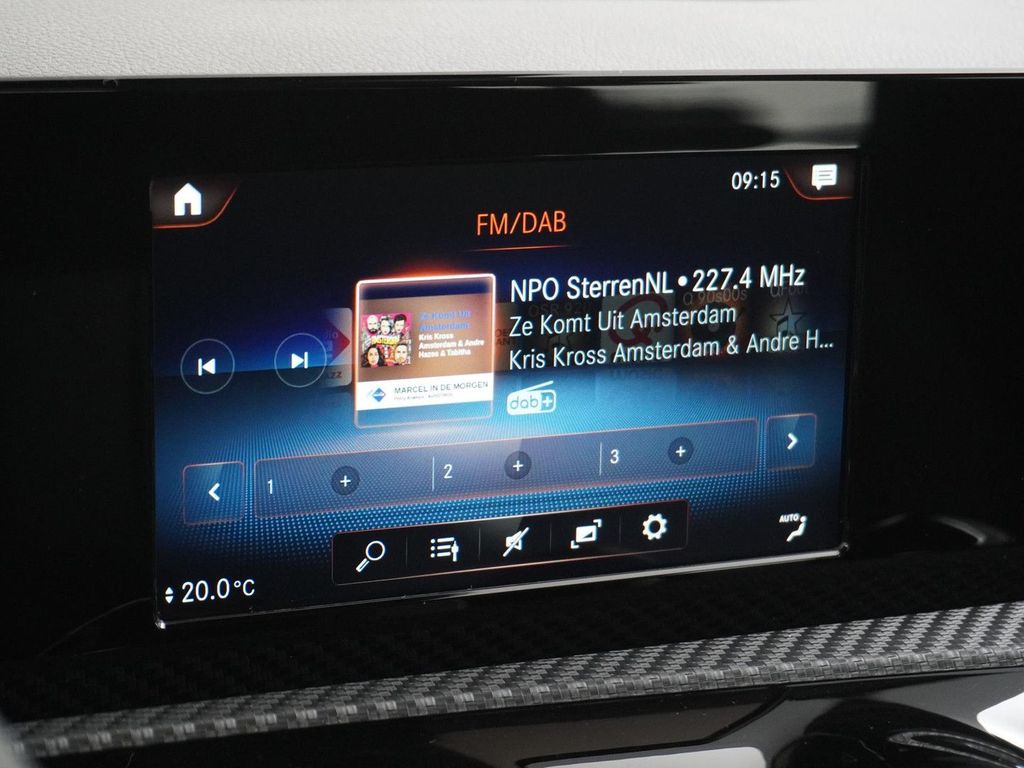 09:15
FM/DAB
NPO SterrenNL • 227.4 MHz
Ze Komt Uit Amsterdam
Kris Kross Amsterdam & Andre H...
Ze Komt Uit
Amsterdam
Kris Kross
Amsterdam & Andre
Hazes & Tabitha
MARCEL IN DE MORGEN
Q 90s00s
ZZ
dab+
1 +
2 +
3 +
AUTO
20.0°C